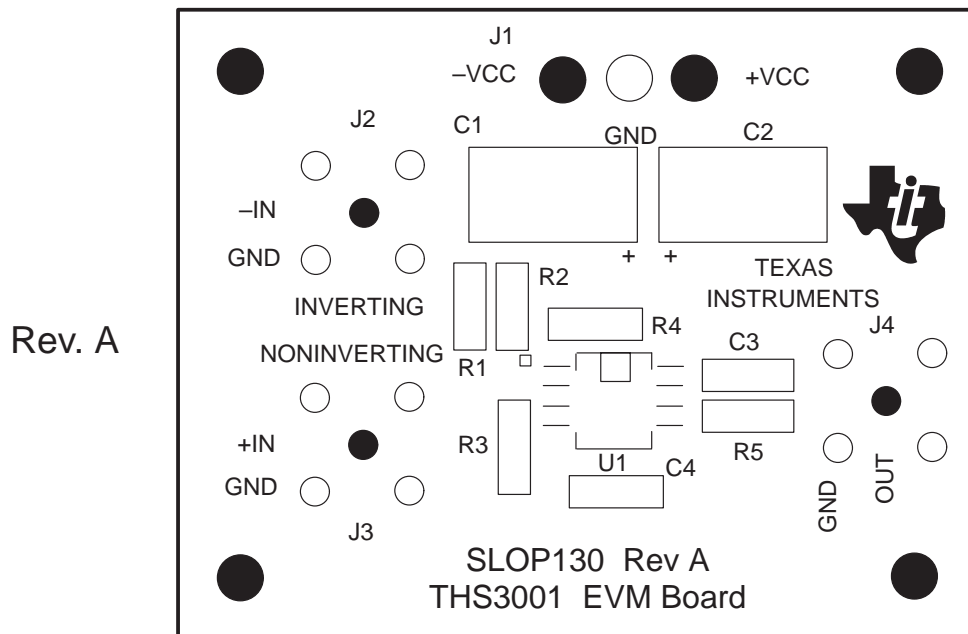 J1
–VCC
+VCC
J2
C1
GND
C2
–IN
GND
+ +
TEXAS
INSTRUMENTS
R2
INVERTING
R4
J4
Rev. A
NONINVERTING
R1
C3
+IN
R3
R5
GND
U1
C4
GND
OUT
J3
SLOP130 Rev A
THS3001 EVM Board